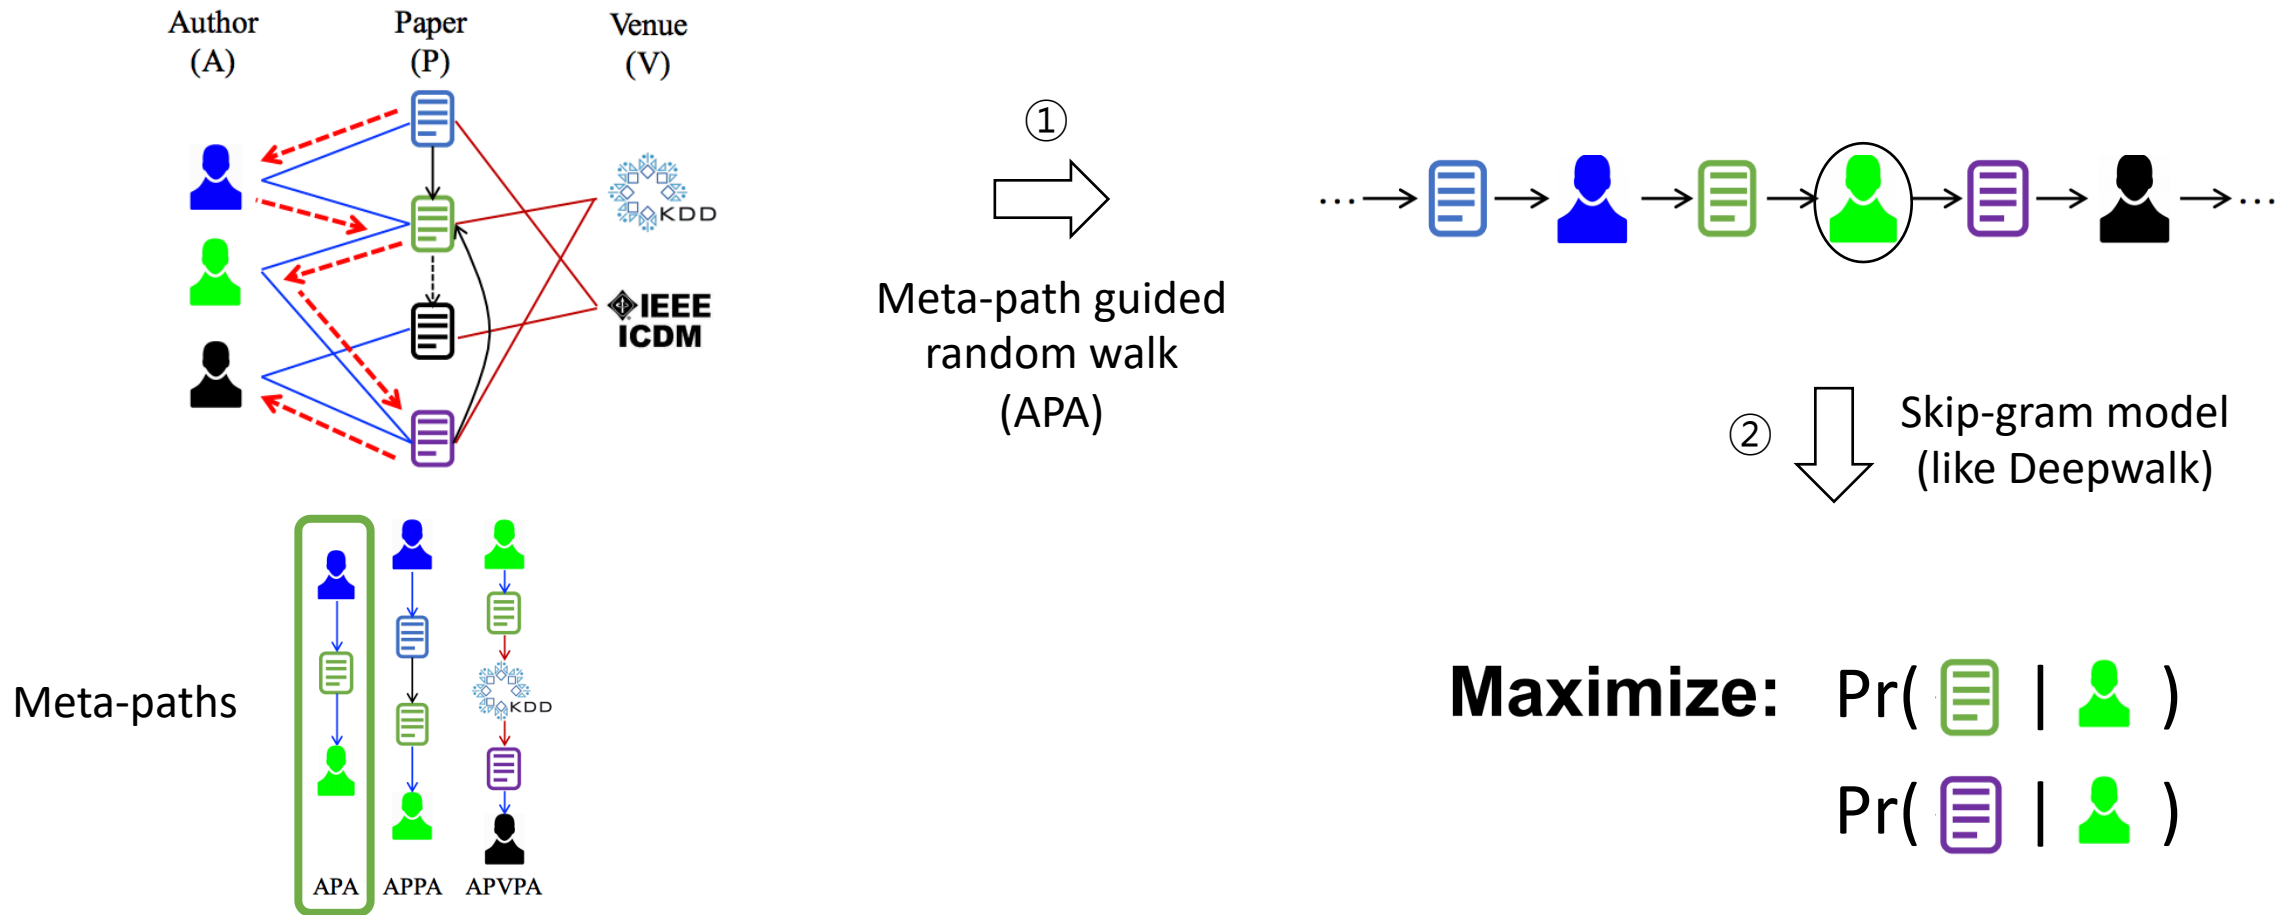 Author
(A)
Paper
(P)
Venue
(V)
KDD
IEEE
ICDM
①
Meta-path guided
random walk
(APA)
...
...
②
Skip-gram model
(like Deepwalk)
Meta-paths
KDD
APA
APPA
APVPA
Maximize:
Pr( | )
Pr( | )